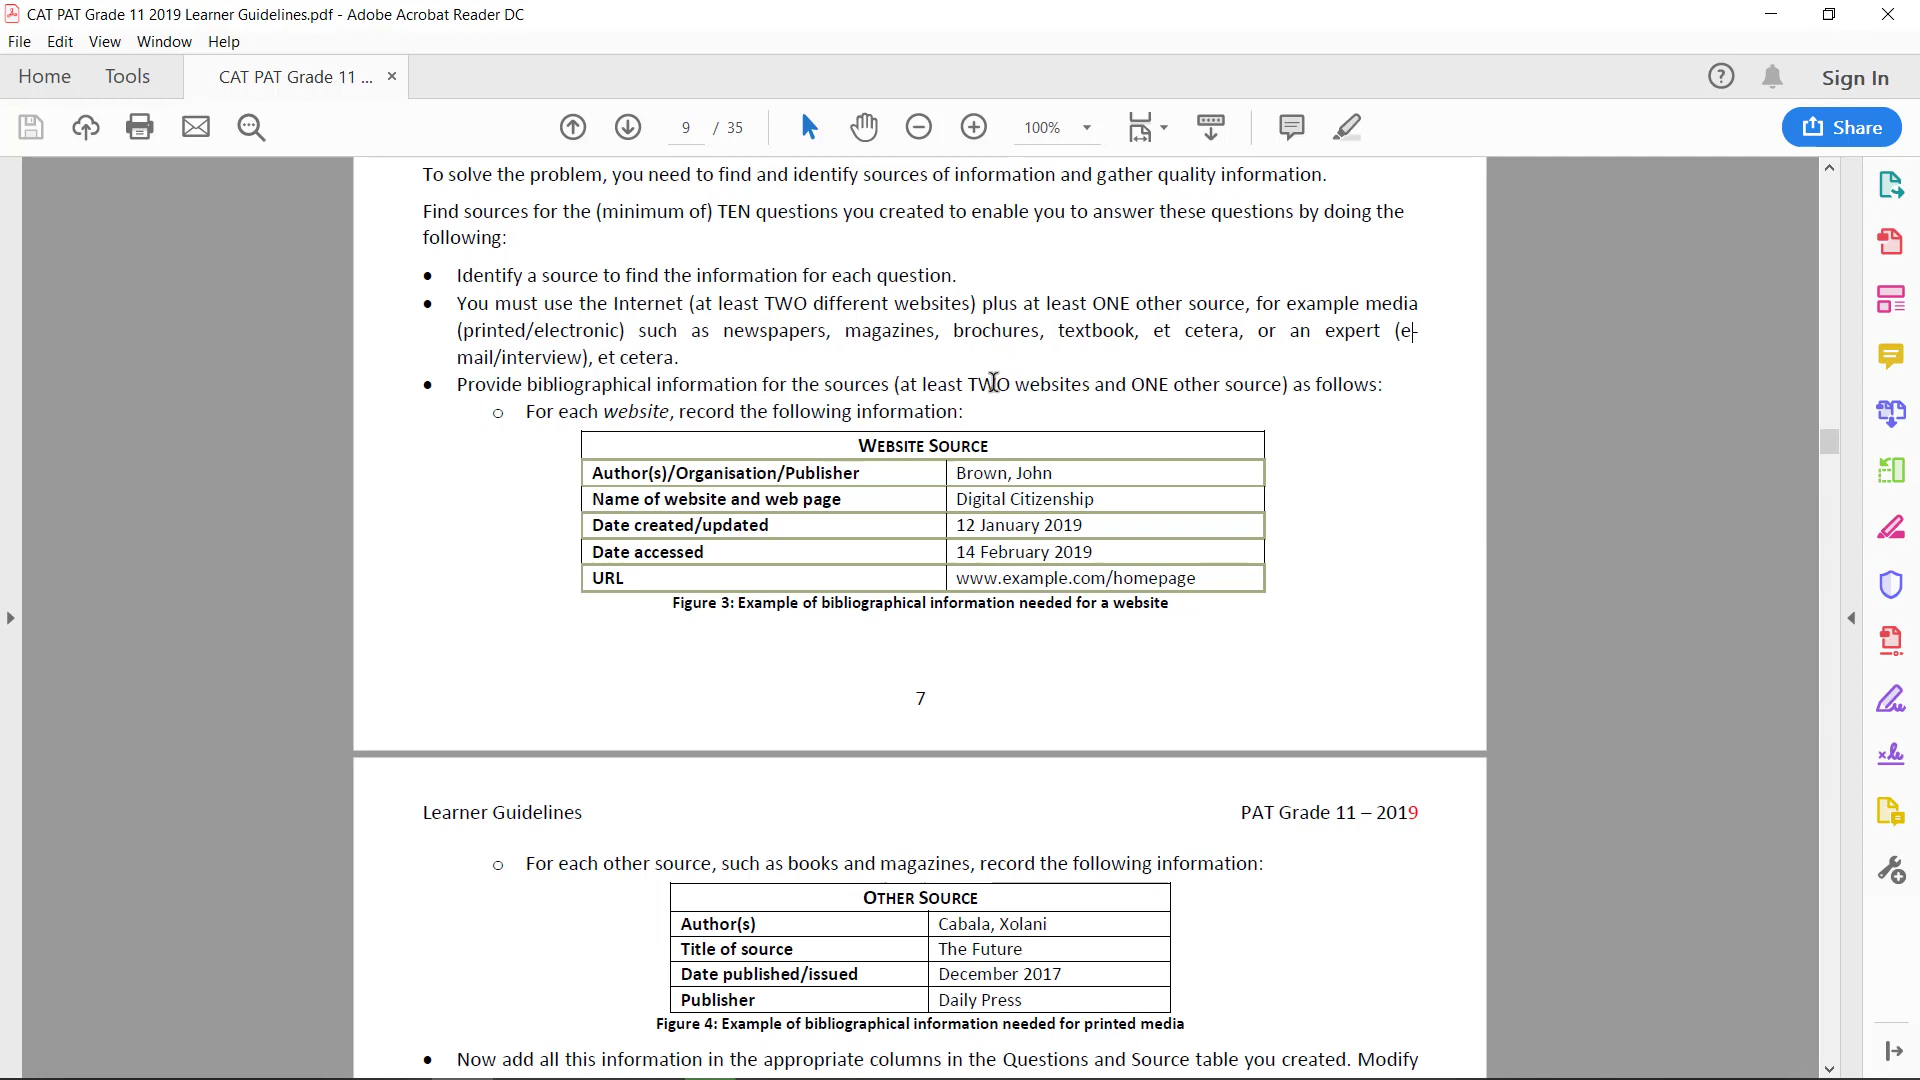 CAT PAT Grade 11 2019 Learner Guidelines.pdf - Adobe Acrobat Reader DC
File Edit View Window Help
Home Tools CAT PAT Grade 11 ... × Sign In
9 / 35 100% Share
To solve the problem, you need to find and identify sources of information and gather quality information.
Find sources for the (minimum of) TEN questions you created to enable you to answer these questions by doing the
following:
• Identify a source to find the information for each question.
• You must use the Internet (at least TWO different websites) plus at least ONE other source, for example media
(printed/electronic) such as newspapers, magazines, brochures, textbook, et cetera, or an expert (e-
mail/interview), et cetera.
• Provide bibliographical information for the sources (at least TWO websites and ONE other source) as follows:
o For each website, record the following information:
WEBSITE SOURCE
Author(s)/Organisation/Publisher Brown, John
Name of website and web page Digital Citizenship
Date created/updated 12 January 2019
Date accessed 14 February 2019
URL www.example.com/homepage
Figure 3: Example of bibliographical information needed for a website
7
Learner Guidelines PAT Grade 11 – 2019
o For each other source, such as books and magazines, record the following information:
OTHER SOURCE
Author(s) Cabala, Xolani
Title of source The Future
Date published/issued December 2017
Publisher Daily Press
Figure 4: Example of bibliographical information needed for printed media
• Now add all this information in the appropriate columns in the Questions and Source table you created. Modify